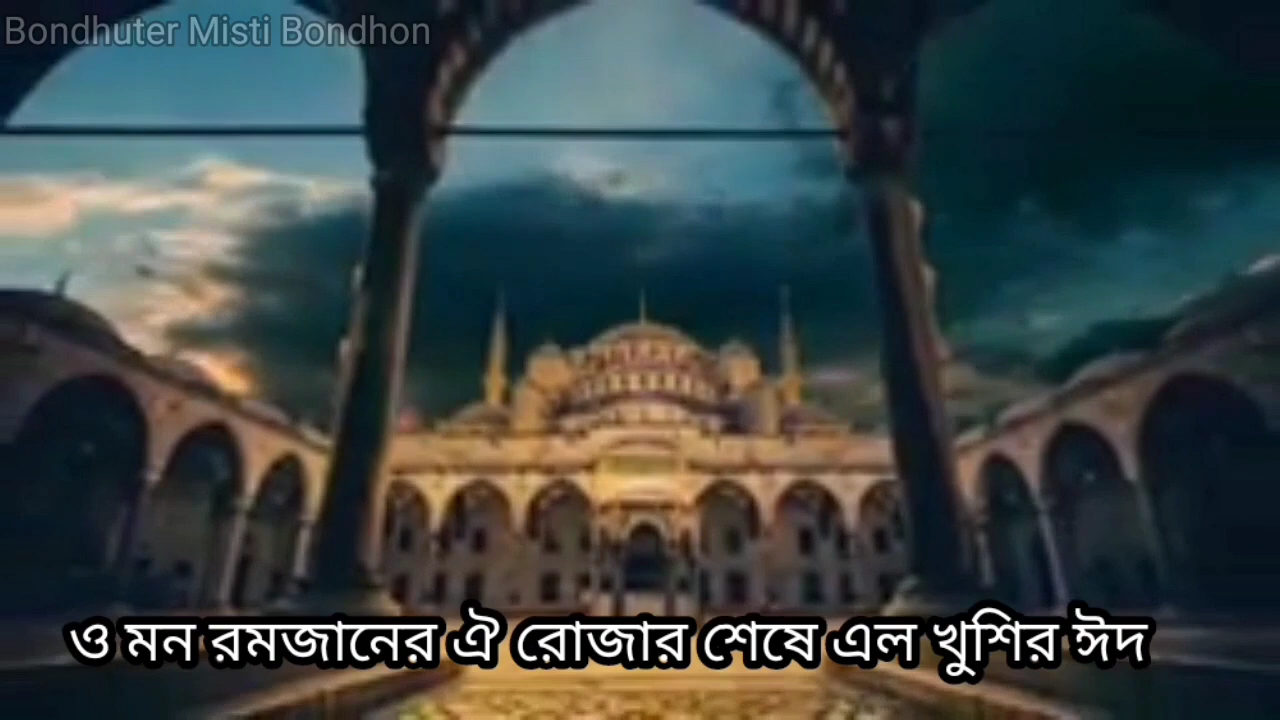 Bondhuter Misti Bondhon
ও মন রমজানের ঐ রোজার শেষে এল খুশির ঈদ